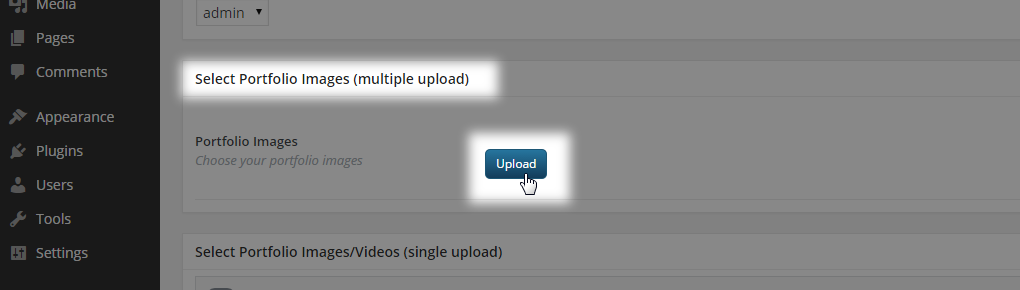 Media
Pages
Comments
Appearance
Plugins
Users
Tools
Settings
admin
Select Portfolio Images (multiple upload)
Portfolio Images
Choose your portfolio images
Upload
Select Portfolio Images/Videos (single upload)